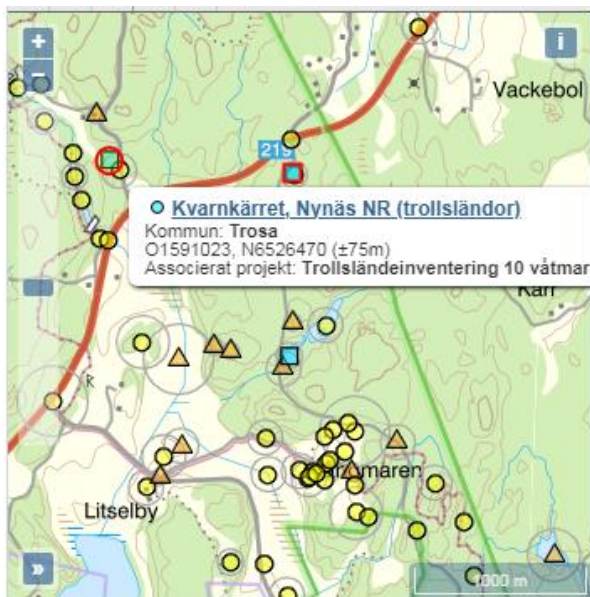 +
i
Vackebol
−
219
Kvarnkärret, Nynäs NR (trollsländor)
Kommun: Trosa
O1591023, N6526470 (±75m)
Associerat projekt: Trollsländeinventering 10 våtmar
Litselby
»
1000 m